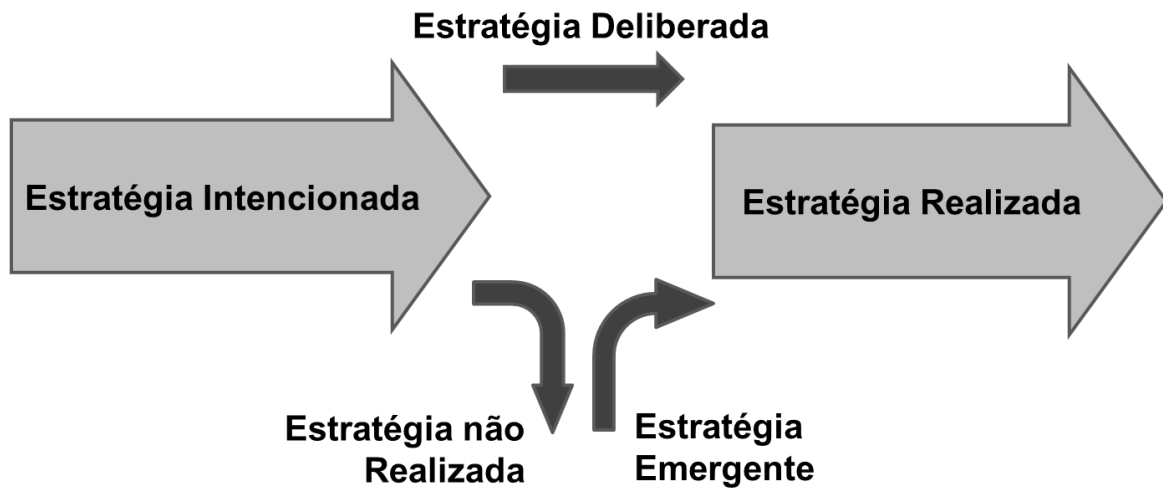 Estratégia Deliberada
Estratégia Intencionada
Estratégia Realizada
Estratégia não
Realizada
Estratégia
Emergente